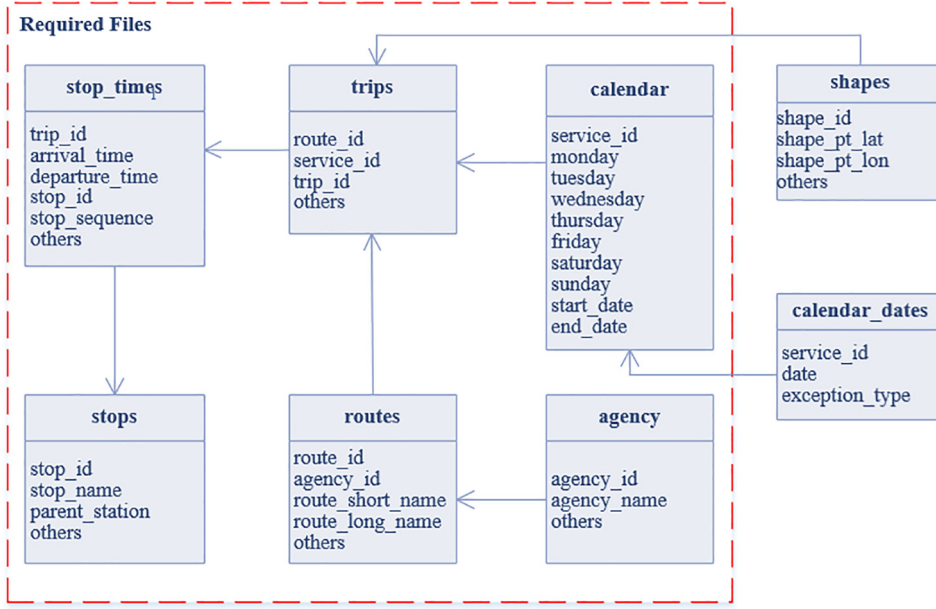 Required Files
stop_times
trip_id
arrival_time
departure_time
stop_id
stop_sequence
others
trips
route_id
service_id
trip_id
others
calendar
service_id
monday
tuesday
wednesday
thursday
friday
saturday
sunday
start_date
end_date
shapes
shape_id
shape_pt_lat
shape_pt_lon
others
calendar_dates
service_id
date
exception_type
stops
stop_id
stop_name
parent_station
others
routes
route_id
agency_id
route_short_name
route_long_name
others
agency
agency_id
agency_name
others